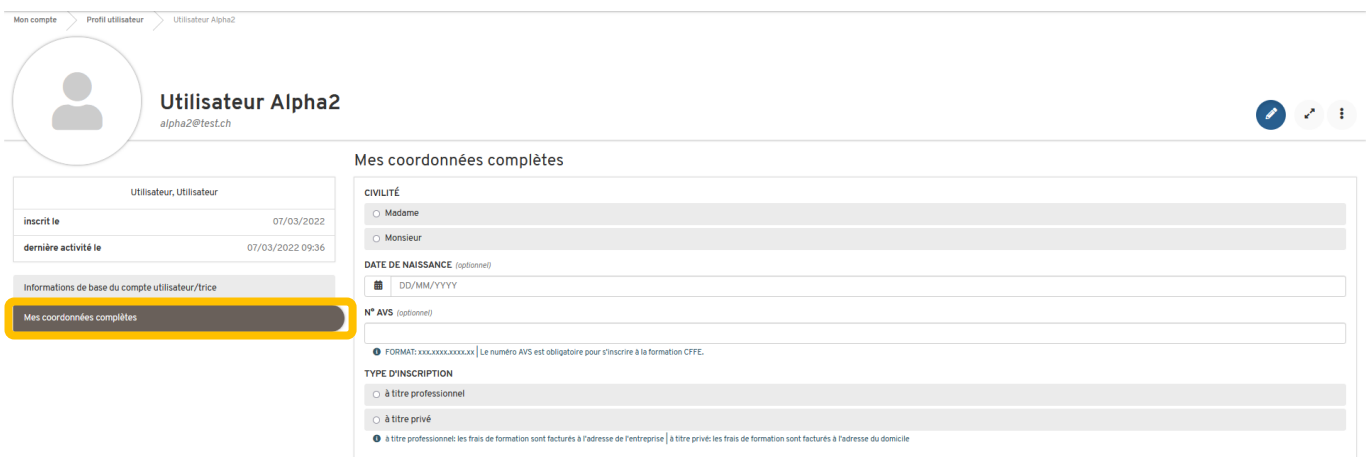 Mon compte Profil utilisateur Utilisateur Alpha2
Utilisateur Alpha2
alpha2@test.ch
Utilisateur, Utilisateur
inscrit le 07/03/2022
dernière activité le 07/03/2022 09:36
Informations de base du compte utilisateur/trice
Mes coordonnées complètes
Mes coordonnées complètes
CIVILITÉ
Madame
Monsieur
DATE DE NAISSANCE (optionnel)
DD/MM/YYYY
N° AVS (optionnel)
FORMAT: xxx.xxxx.xxxx.xx | Le numéro AVS est obligatoire pour s'inscrire à la formation CFFE.
TYPE D'INSCRIPTION
à titre professionnel
à titre privé
à titre professionnel: les frais de formation sont facturés à l'adresse de l'entreprise | à titre privé: les frais de formation sont facturés à l'adresse du domicile